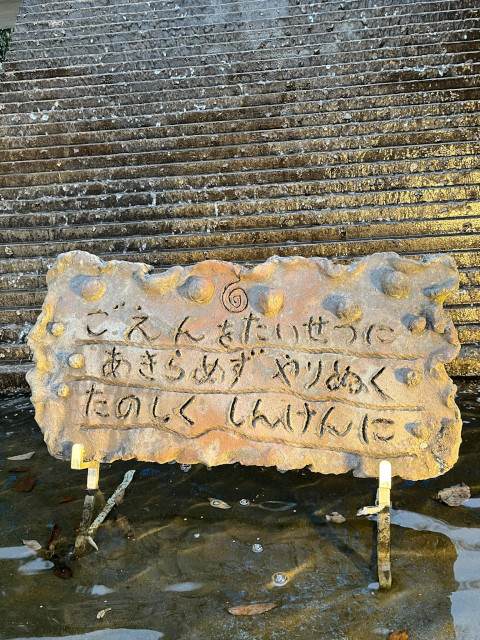 ごえんをたいせつに
あきらめず やりぬく
たのしく しんけんに